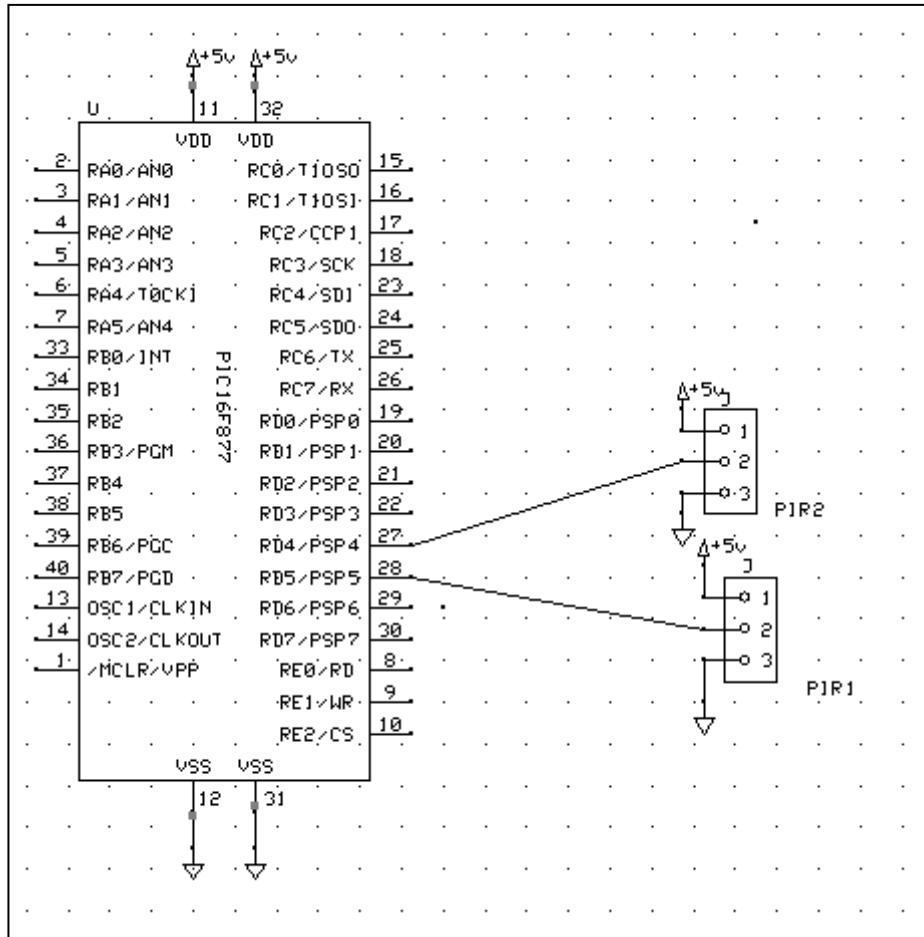 +5v +5v
U 11 32
VDD VDD
2 RA0/AN0 RC0/T1OSO 15
3 RA1/AN1 RC1/T1OSI 16
4 RA2/AN2 RC2/CCP1 17
5 RA3/AN3 RC3/SCK 18
6 RA4/T0CKI RC4/SDI 23
7 RA5/AN4 RC5/SDO 24
33 RB0/INT RC6/TX 25
34 RB1 RC7/RX 26
35 RB2 RD0/PSP0 19
36 RB3/PGM RD1/PSP1 20
37 RB4 RD2/PSP2 21
38 RB5 RD3/PSP3 22
39 RB6/PGC RD4/PSP4 27
40 RB7/PGD RD5/PSP5 28
13 OSC1/CLKIN RD6/PSP6 29
14 OSC2/CLKOUT RD7/PSP7 30
1 /MCLR/VPP RE0/RD 8
RE1/WR 9
RE2/CS 10
VSS VSS
12 31
PIC16F877
+5v J
1
2
3
PIR2
+5v J
1
2
3
PIR1